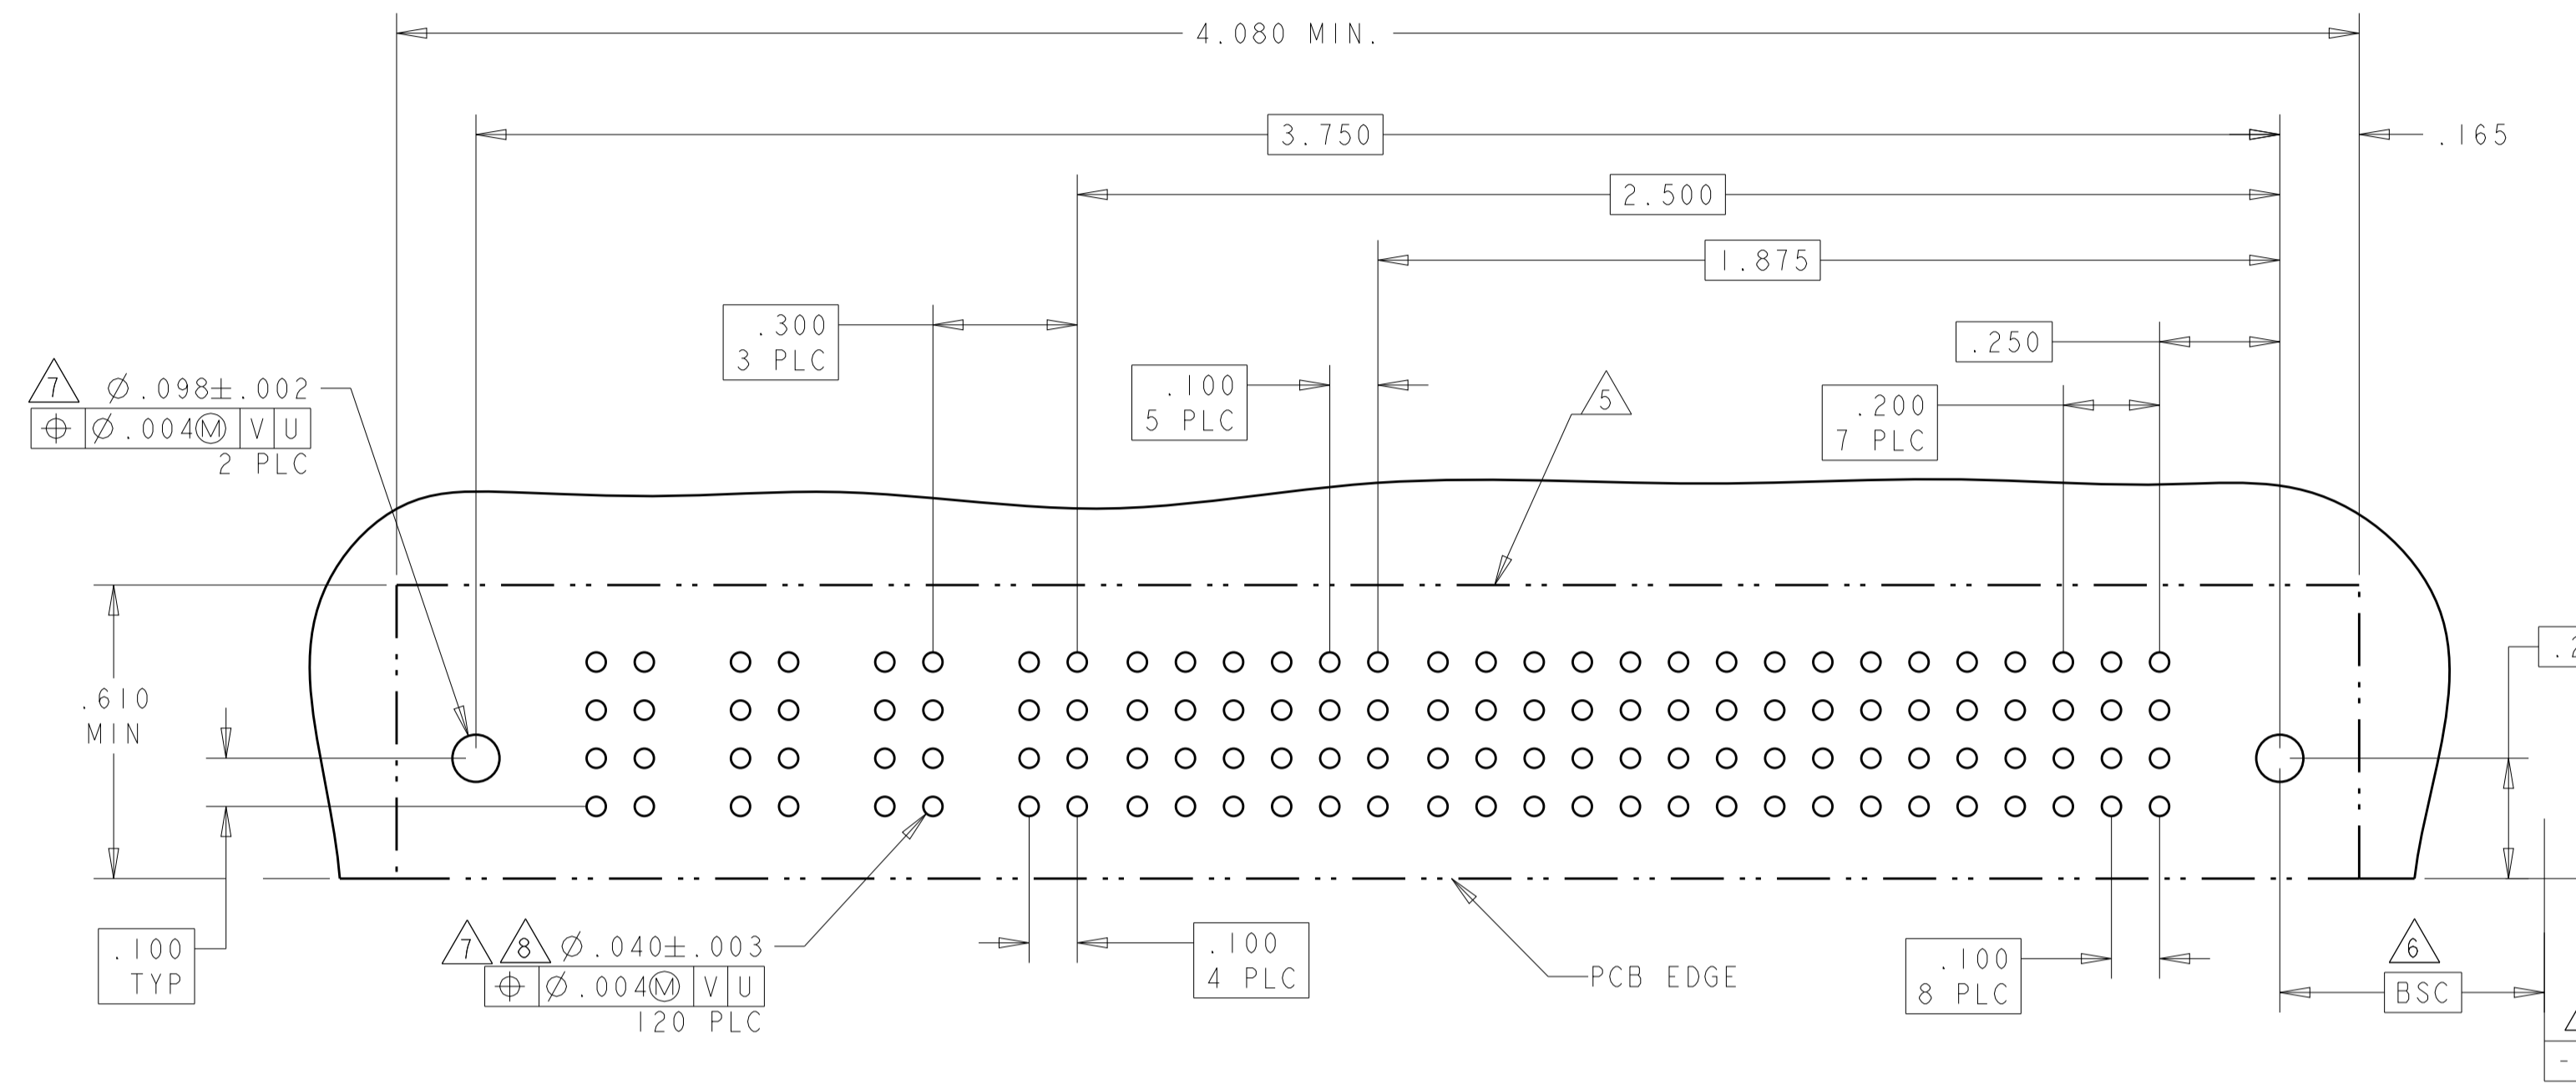 4.080 MIN.
3.750
.165
2.500
1.875
.300
3 PLC
.250
.100
5 PLC
5
.200
7 PLC
7 Ø.098±.002
⌖ Ø.004Ⓜ V U
2 PLC
.610
MIN
.100
TYP
7 8 Ø.040±.003
⌖ Ø.004Ⓜ V U
120 PLC
.100
4 PLC
PCB EDGE
.100
8 PLC
6
BSC